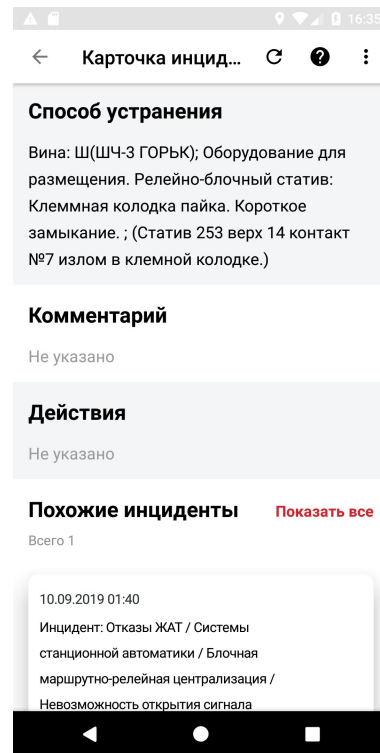 16:35
Карточка инцид...
Способ устранения
Вина: Ш(ШЧ-3 ГОРЬК); Оборудование для
размещения. Релейно-блочный статив:
Клеммная колодка пайка. Короткое
замыкание. ; (Статив 253 верх 14 контакт
№7 излом в клемной колодке.)
Комментарий
Не указано
Действия
Не указано
Похожие инциденты Показать все
Всего 1
10.09.2019 01:40
Инцидент: Отказы ЖАТ / Системы
станционной автоматики / Блочная
маршрутно-релейная централизация /
Невозможность открытия сигнала